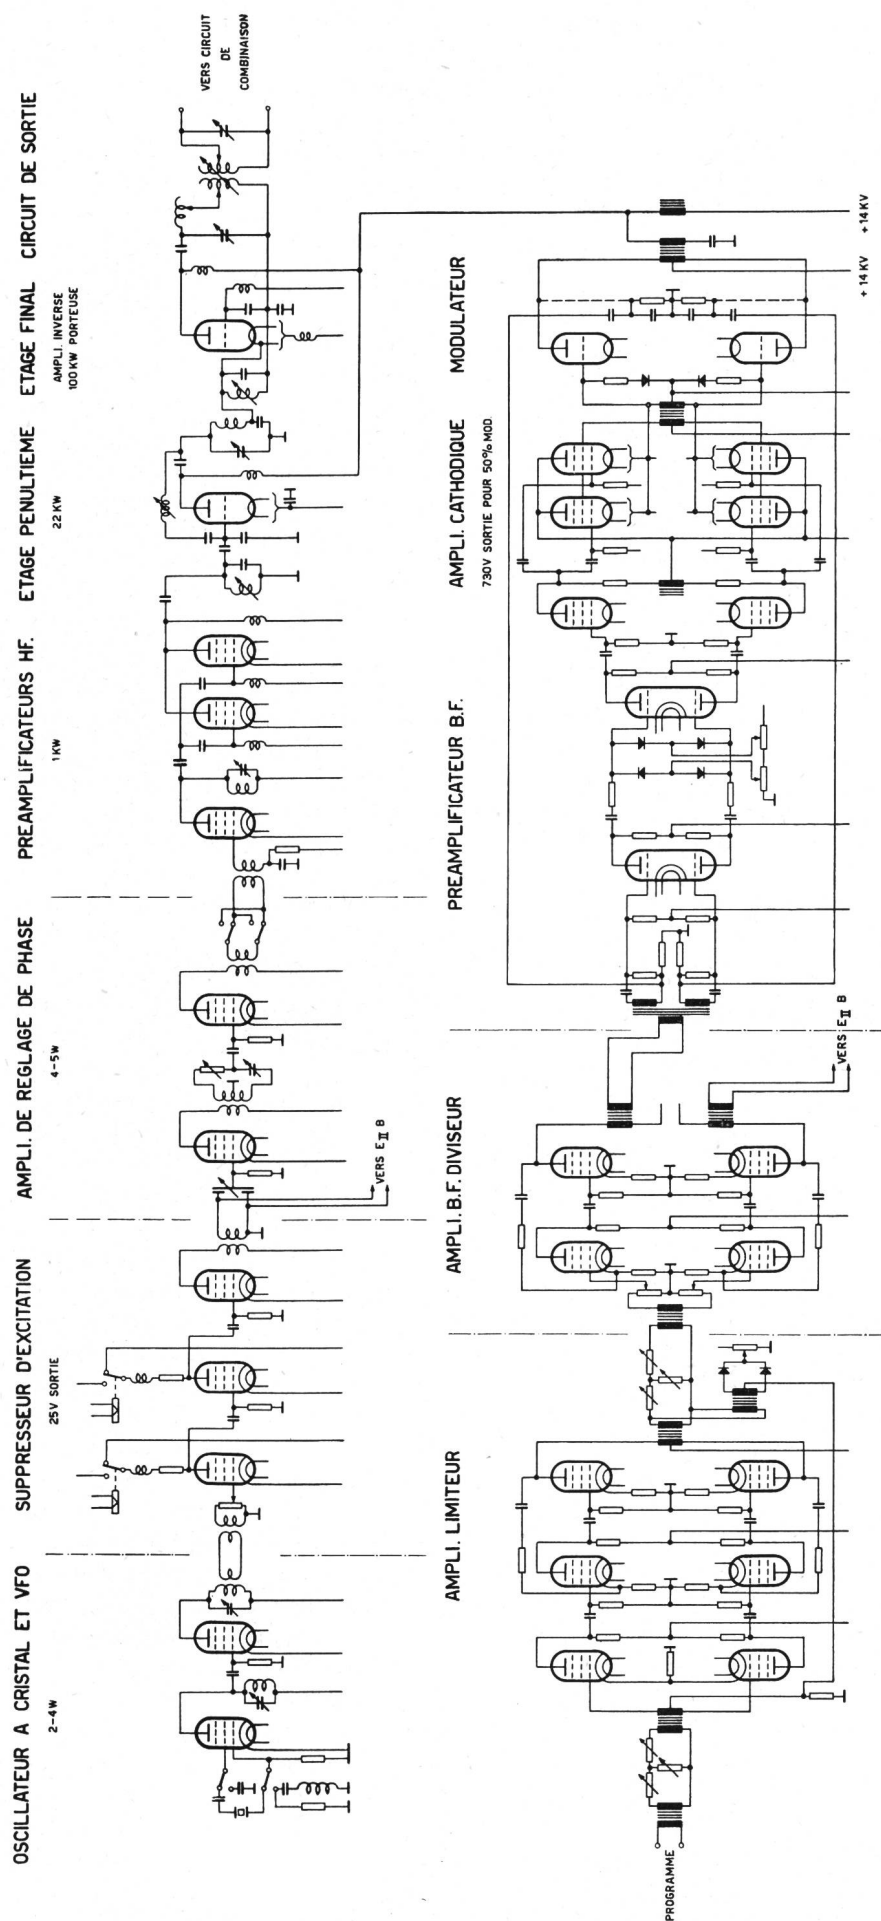 OSCILLATEUR A CRISTAL ET VFO
2-4W
SUPPRESSEUR D'EXCITATION
25V SORTIE
AMPLI. DE REGLAGE DE PHASE
4-5W
PREAMPLIFICATEURS HF.
1KW
ETAGE PENULTIEME
22 KW
ETAGE FINAL
AMPLI. INVERSE
100 KW PORTEUSE
CIRCUIT DE SORTIE
VERS CIRCUIT
DE
COMBINAISON
VERS E II B
AMPLI. LIMITEUR
AMPLI. B.F. DIVISEUR
PREAMPLIFICATEUR B.F.
AMPLI. CATHODIQUE
730V SORTIE POUR 50% MOD.
MODULATEUR
PROGRAMME
VERS E II B
+ 14 KV
+ 14 KV